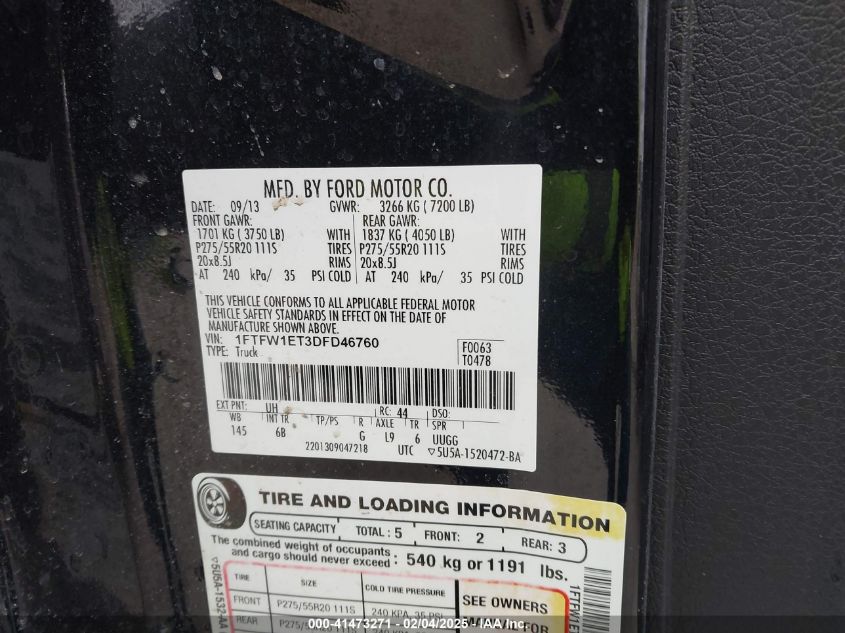 MFD. BY FORD MOTOR CO.
DATE: 09/13 GVWR: 3266 KG ( 7200 LB)
FRONT GAWR: REAR GAWR:
1701 KG ( 3750 LB) WITH 1837 KG ( 4050 LB) WITH
P275/55R20 111S TIRES P275/55R20 111S TIRES
20x8.5J RIMS 20x8.5J RIMS
AT 240 kPa/ 35 PSI COLD AT 240 kPa/ 35 PSI COLD
THIS VEHICLE CONFORMS TO ALL APPLICABLE FEDERAL MOTOR
VEHICLE SAFETY STANDARDS IN EFFECT ON THE DATE OF
MANUFACTURE SHOWN ABOVE.
VIN: 1FTFW1ET3DFD46760 F0063
TYPE: Truck T0478
EXT PNT: UH RC: 44 DSO:
WB INT TR TP/PS R AXLE TR SPR
145 6B G L9 6 UUGG
2201309047218 UTC ▽5U5A-1520472-BA
TIRE AND LOADING INFORMATION
SEATING CAPACITY TOTAL: 5 FRONT: 2 REAR: 3
The combined weight of occupants
and cargo should never exceed : 540 kg or 1191 lbs.
TIRE SIZE COLD TIRE PRESSURE
FRONT P275/55R20 111S 240 KPA, 35 PSI SEE OWNERS
REAR P275/55R20 111S FOR
▽5U5A-1532-AA
1FTFW1E
000-41473271 - 02/04/2025 - IAA Inc.